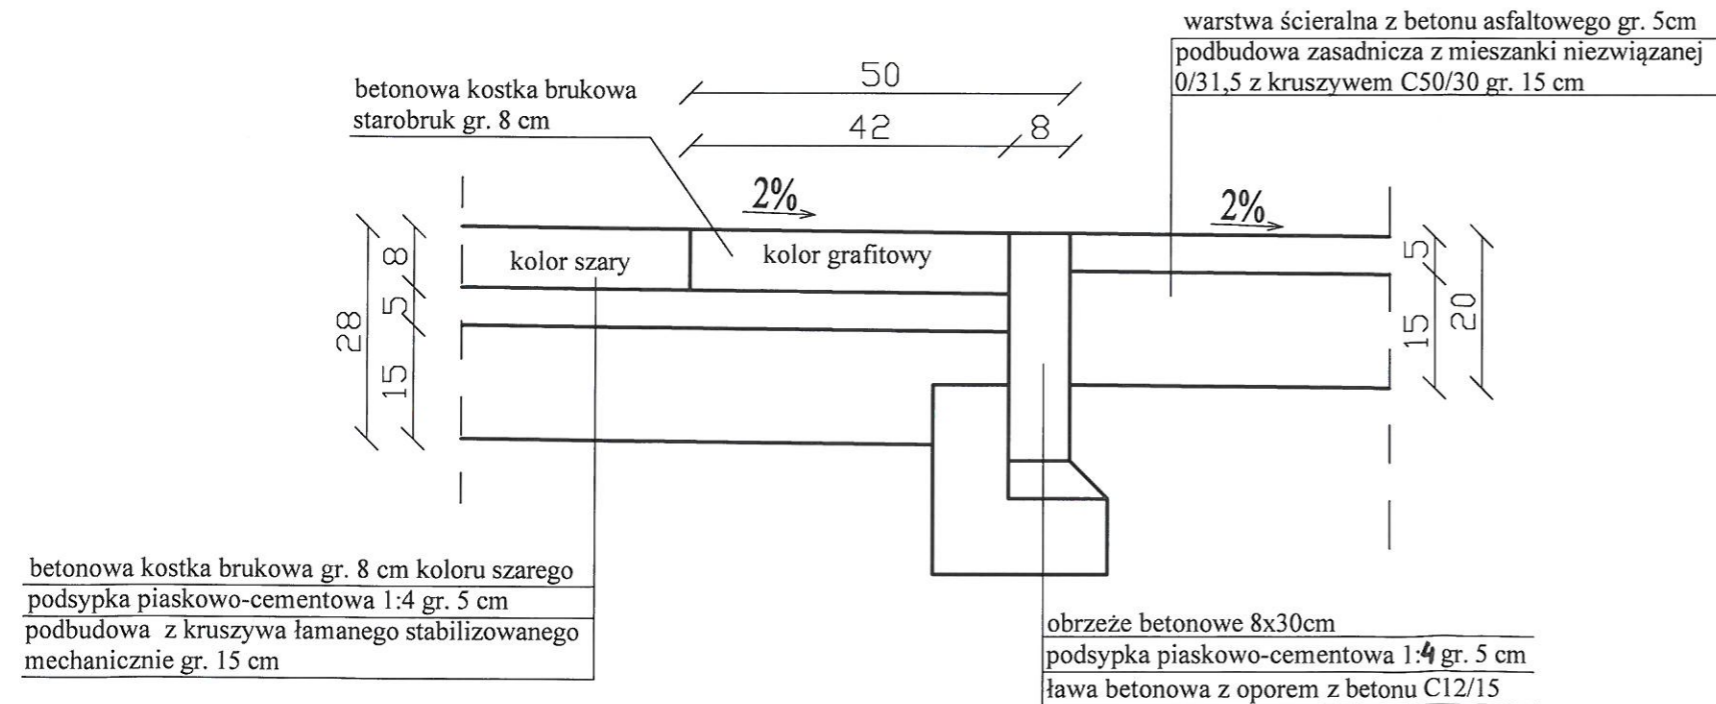 warstwa ścieralna z betonu asfaltowego gr. 5cm
podbudowa zasadnicza z mieszanki niezwiązanej
0/31,5 z kruszywem C50/30 gr. 15 cm
betonowa kostka brukowa
starobruk gr. 8 cm
50
42
8
2%
2%
kolor szary
kolor grafitowy
8
5
15
28
5
15
20
betonowa kostka brukowa gr. 8 cm koloru szarego
podsypka piaskowo-cementowa 1:4 gr. 5 cm
podbudowa z kruszywa łamanego stabilizowanego
mechanicznie gr. 15 cm
obrzeże betonowe 8x30cm
podsypka piaskowo-cementowa 1:4 gr. 5 cm
ława betonowa z oporem z betonu C12/15